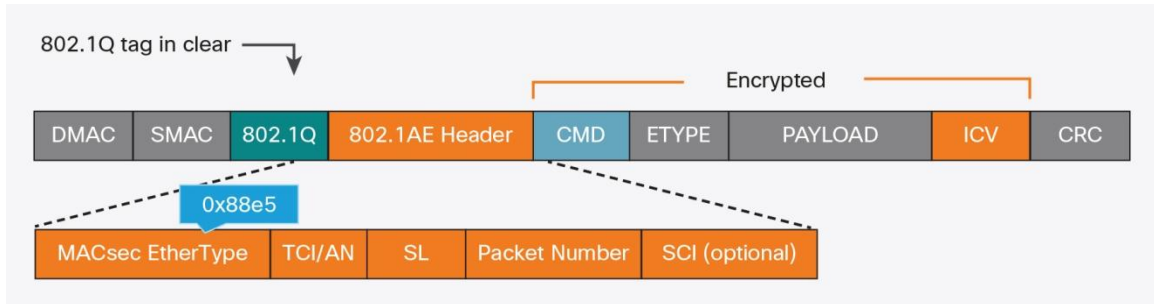 802.1Q tag in clear
Encrypted
DMAC SMAC 802.1Q 802.1AE Header CMD ETYPE PAYLOAD ICV CRC
0x88e5
MACsec EtherType TCI/AN SL Packet Number SCI (optional)